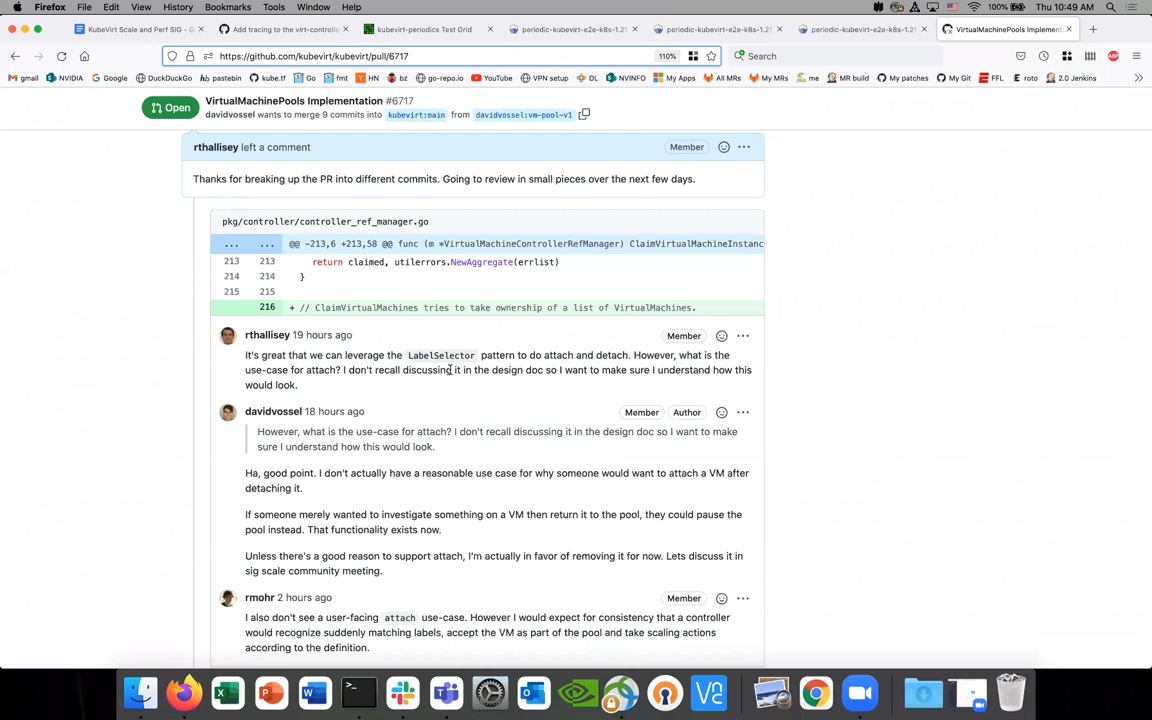 Firefox File Edit View History Bookmarks Tools Window Help 100% Thu 10:49 AM
KubeVirt Scale and Perf SIG - G
Add tracing to the virt-controll
kubevirt-periodics Test Grid
periodic-kubevirt-e2e-k8s-1.21
periodic-kubevirt-e2e-k8s-1.21
periodic-kubevirt-e2e-k8s-1.21
VirtualMachinePools Implement
https://github.com/kubevirt/kubevirt/pull/6717 110% Search
gmail NVIDIA Google DuckDuckGo pastebin kube.tf Go fmt H bz go-repo.io YouTube VPN setup DL NVINFO My Apps All MRs My MRs me MR build My patches My Git FFL roto 2.0 Jenkins
Open
VirtualMachinePools Implementation #6717
davidvossel wants to merge 9 commits into kubevirt:main from davidvossel:vm-pool-v1
rthallisey left a comment Member
Thanks for breaking up the PR into different commits. Going to review in small pieces over the next few days.
pkg/controller/controller_ref_manager.go
... ... @@ -213,6 +213,58 @@ func (m *VirtualMachineControllerRefManager) ClaimVirtualMachineInstanc
213 213 return claimed, utilerrors.NewAggregate(errlist)
214 214 }
215 215
216 + // ClaimVirtualMachines tries to take ownership of a list of VirtualMachines.
rthallisey 19 hours ago Member
It's great that we can leverage the LabelSelector pattern to do attach and detach. However, what is the
use-case for attach? I don't recall discussing it in the design doc so I want to make sure I understand how this
would look.
davidvossel 18 hours ago Member Author
However, what is the use-case for attach? I don't recall discussing it in the design doc so I want to make
sure I understand how this would look.
Ha, good point. I don't actually have a reasonable use case for why someone would want to attach a VM after
detaching it.
If someone merely wanted to investigate something on a VM then return it to the pool, they could pause the
pool instead. That functionality exists now.
Unless there's a good reason to support attach, I'm actually in favor of removing it for now. Lets discuss it in
sig scale community meeting.
rmohr 2 hours ago Member
I also don't see a user-facing attach use-case. However I would expect for consistency that a controller
would recognize suddenly matching labels, accept the VM as part of the pool and take scaling actions
according to the definition.